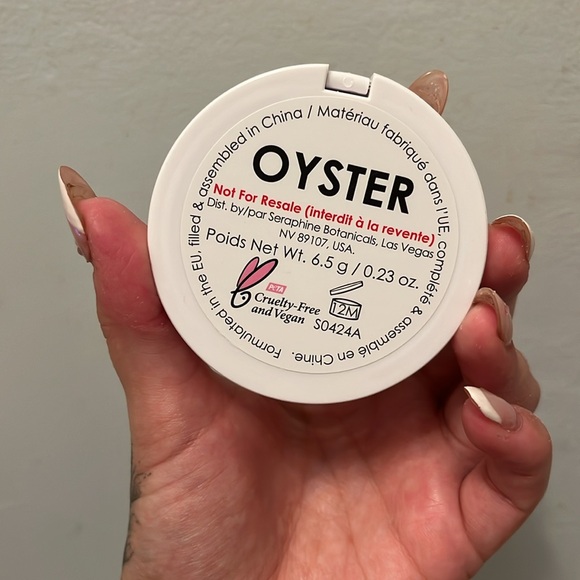 Formulated in the EU, filled & assembled in China / Matériau fabriqué dans l'UE, complété & assemblé en Chine.
OYSTER
Not For Resale (interdit à la revente)
Dist. by/par Seraphine Botanicals, Las Vegas
NV 89107, USA.
Poids Net Wt. 6.5 g / 0.23 oz.
PETA
Cruelty-Free
and Vegan
12M
S0424A